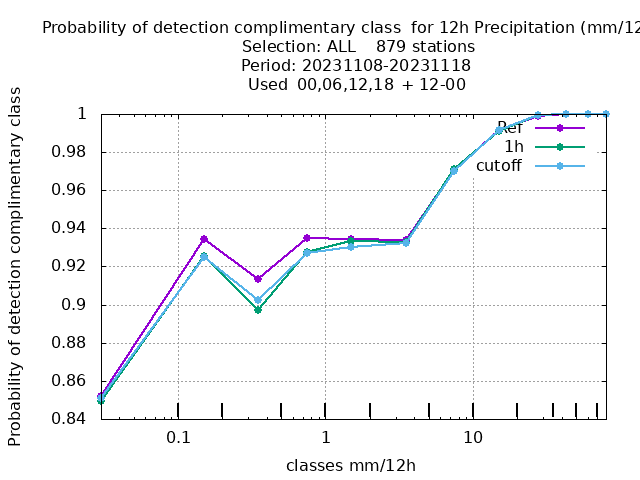 Probability of detection complimentary class for 12h Precipitation (mm/12
Selection: ALL 879 stations
Period: 20231108-20231118
Used 00,06,12,18 + 12-00
Probability of detection complimentary class
1
0.98
0.96
0.94
0.92
0.9
0.88
0.86
0.84
Ref
1h
cutoff
0.1
1
10
classes mm/12h